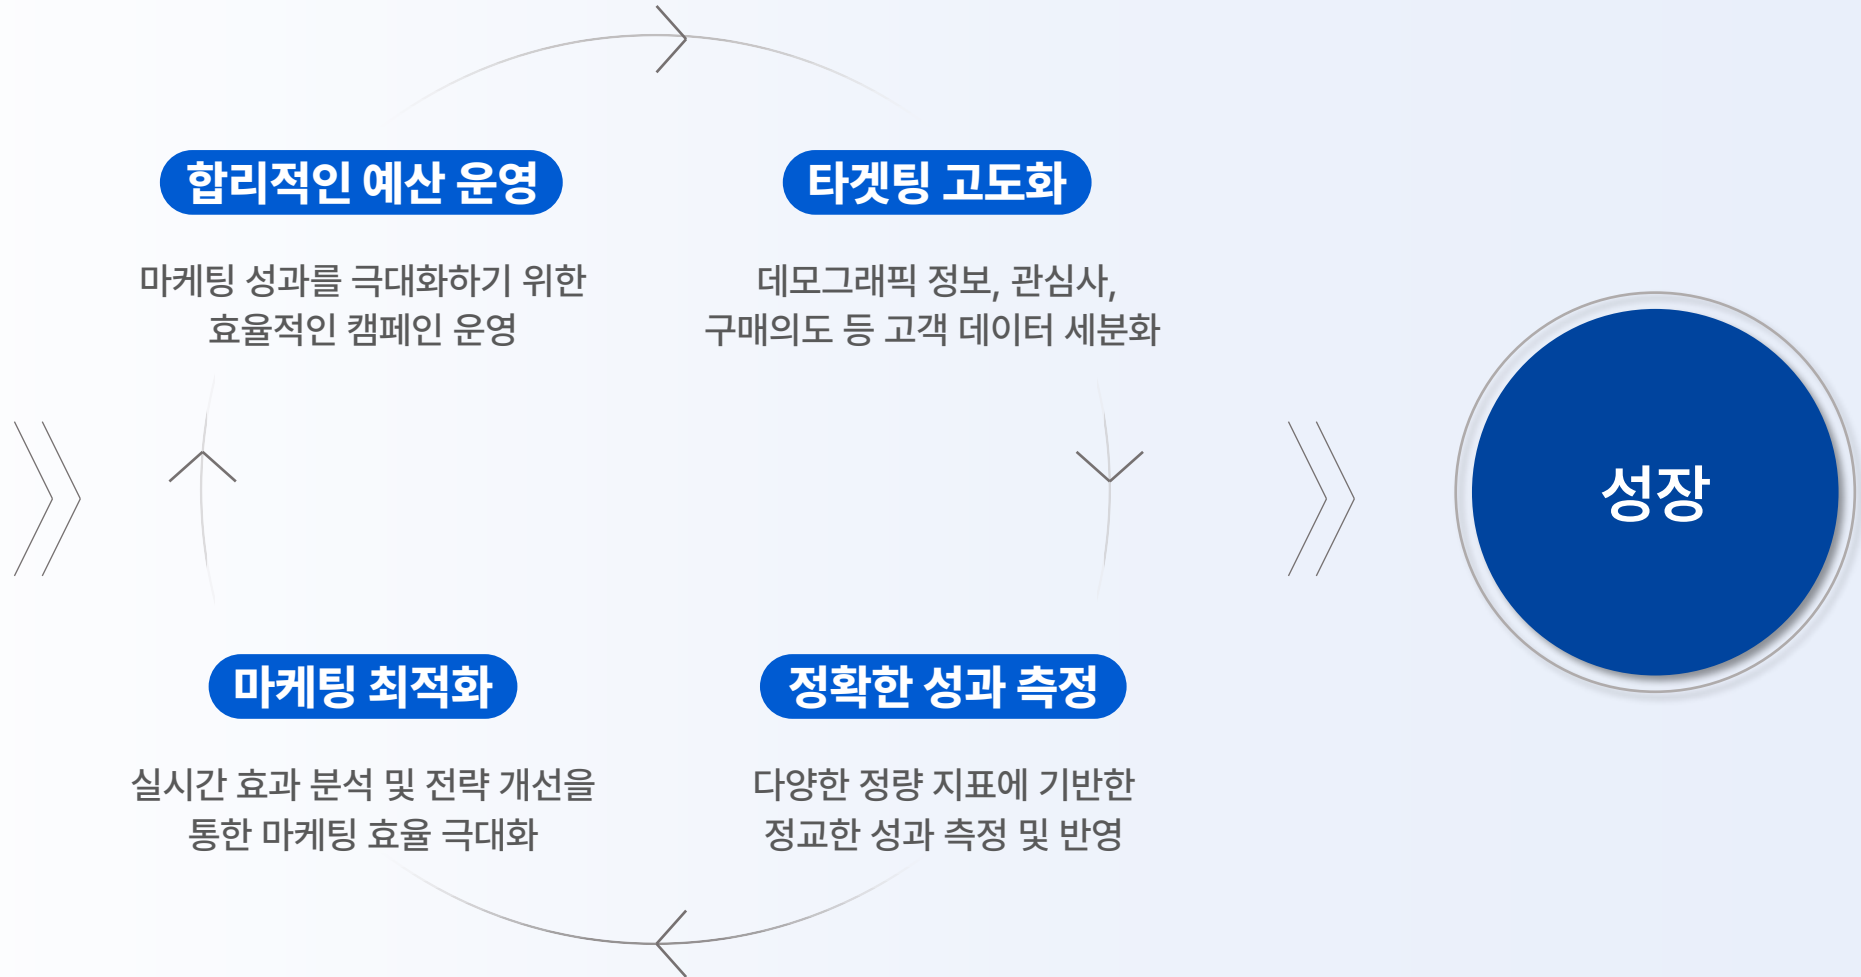 합리적인 예산 운영
마케팅 성과를 극대화하기 위한
효율적인 캠페인 운영
타겟팅 고도화
데모그래픽 정보, 관심사,
구매의도 등 고객 데이터 세분화
마케팅 최적화
실시간 효과 분석 및 전략 개선을
통한 마케팅 효율 극대화
정확한 성과 측정
다양한 정량 지표에 기반한
정교한 성과 측정 및 반영
성장